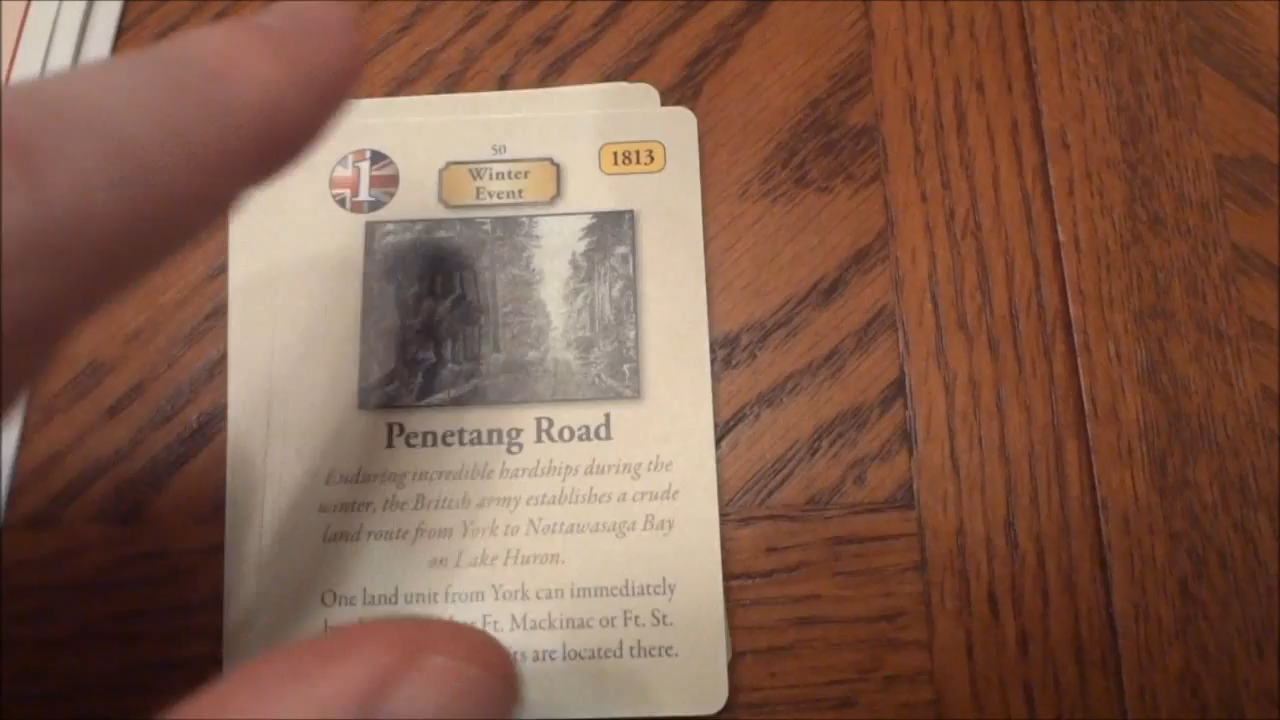 1
50
Winter
Event
1813
Penetang Road
Enduring incredible hardships during the
winter, the British army establishes a crude
land route from York to Nottawasaga Bay
on Lake Huron.
One land unit from York can immediately
Ft. Mackinac or Ft. St.
are located there.